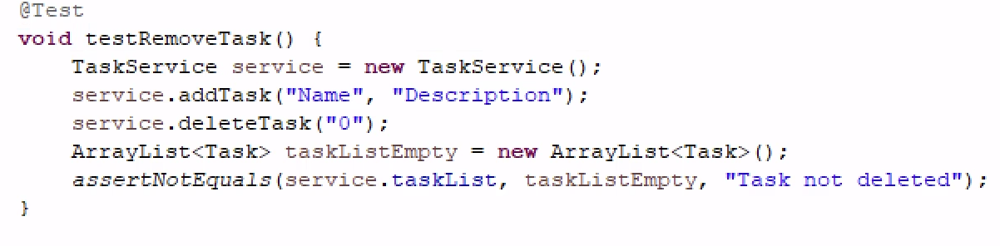 @Test
void testRemoveTask() {
    TaskService service = new TaskService();
    service.addTask("Name", "Description");
    service.deleteTask("0");
    ArrayList<Task> taskListEmpty = new ArrayList<Task>();
    assertNotEquals(service.taskList, taskListEmpty, "Task not deleted");
}